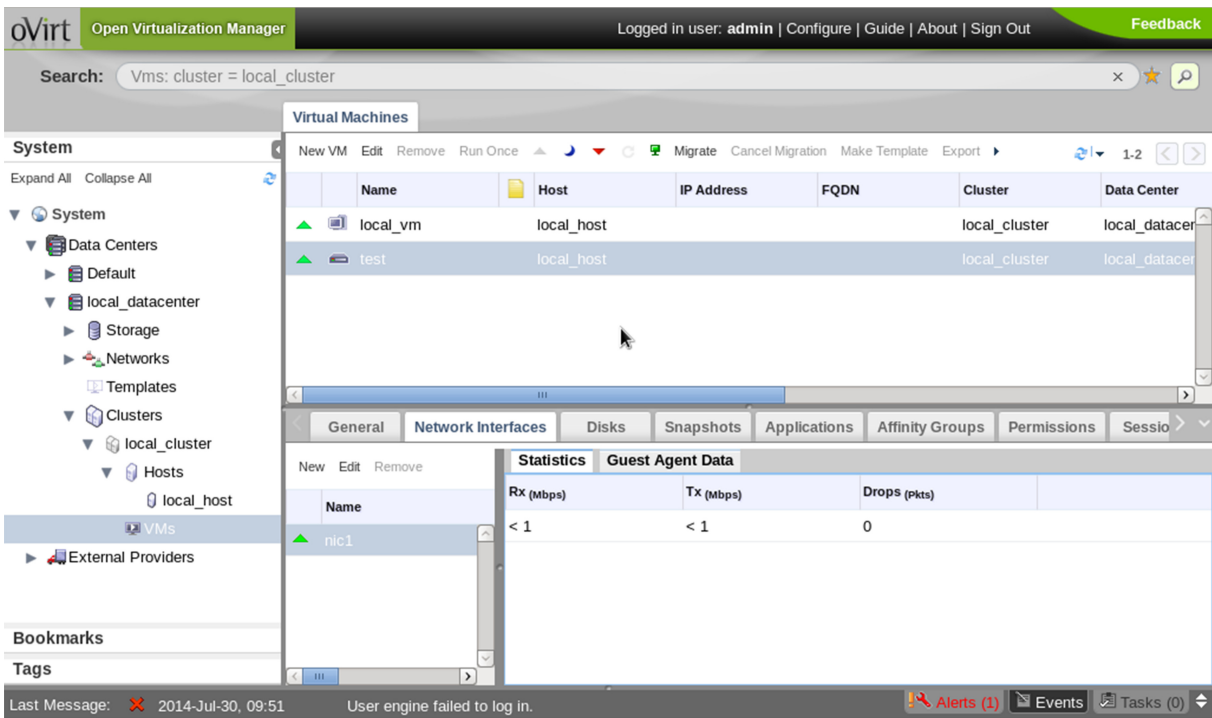 oVirt Open Virtualization Manager Logged in user: admin | Configure | Guide | About | Sign Out Feedback
Search: Vms: cluster = local_cluster
Virtual Machines
System
Expand All Collapse All
System
Data Centers
Default
local_datacenter
Storage
Networks
Templates
Clusters
local_cluster
Hosts
local_host
VMs
External Providers
Bookmarks
Tags
New VM Edit Remove Run Once Migrate Cancel Migration Make Template Export 1-2
Name Host IP Address FQDN Cluster Data Center
local_vm local_host local_cluster local_datacer
test local_host local_cluster local_datacer
General Network Interfaces Disks Snapshots Applications Affinity Groups Permissions Sessio
New Edit Remove
Name
nic1
Statistics Guest Agent Data
Rx (Mbps) Tx (Mbps) Drops (Pkts)
< 1 < 1 0
Last Message: 2014-Jul-30, 09:51 User engine failed to log in. Alerts (1) Events Tasks (0)